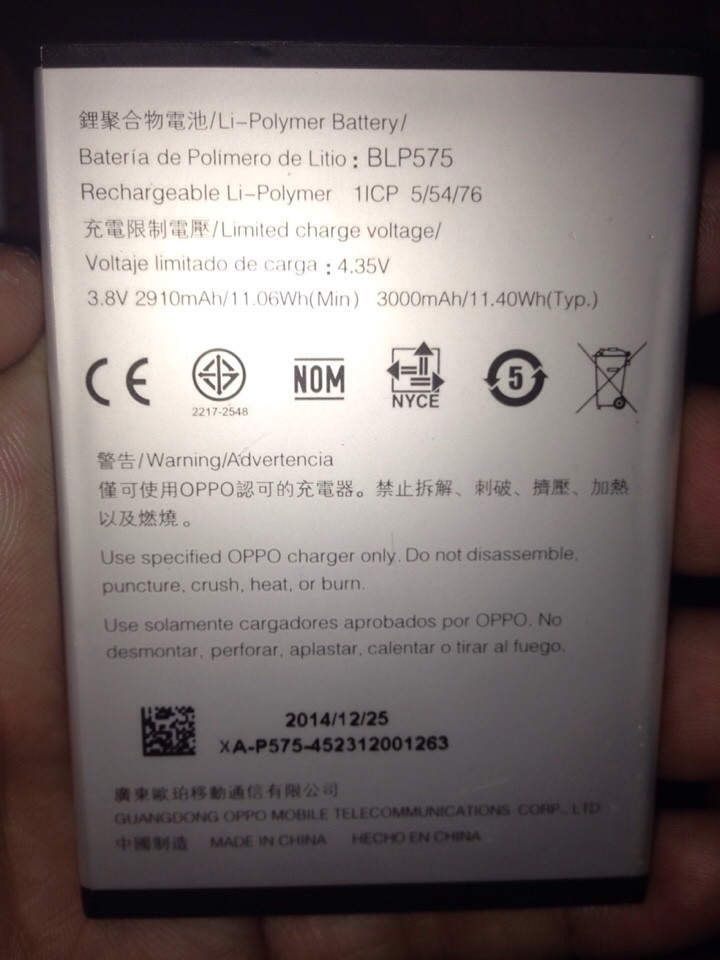 鋰聚合物電池/Li-Polymer Battery/
Batería de Polímero de Litio : BLP575
Rechargeable Li-Polymer 1ICP 5/54/76
充電限制電壓/Limited charge voltage/
Voltaje limitado de carga : 4.35V
3.8V 2910mAh/11.06Wh(Min) 3000mAh/11.40Wh(Typ.)
CE NOM 5
2217-2548 NYCE
警告/Warning/Advertencia
僅可使用OPPO認可的充電器。禁止拆解、刺破、擠壓、加熱
以及燃燒。
Use specified OPPO charger only. Do not disassemble,
puncture, crush, heat, or burn.
Use solamente cargadores aprobados por OPPO. No
desmontar, perforar, aplastar, calentar o tirar al fuego.
2014/12/25
XA-P575-452312001263
廣東歐珀移動通信有限公司
GUANGDONG OPPO MOBILE TELECOMMUNICATIONS CORP., LTD
中國制造 MADE IN CHINA HECHO EN CHINA